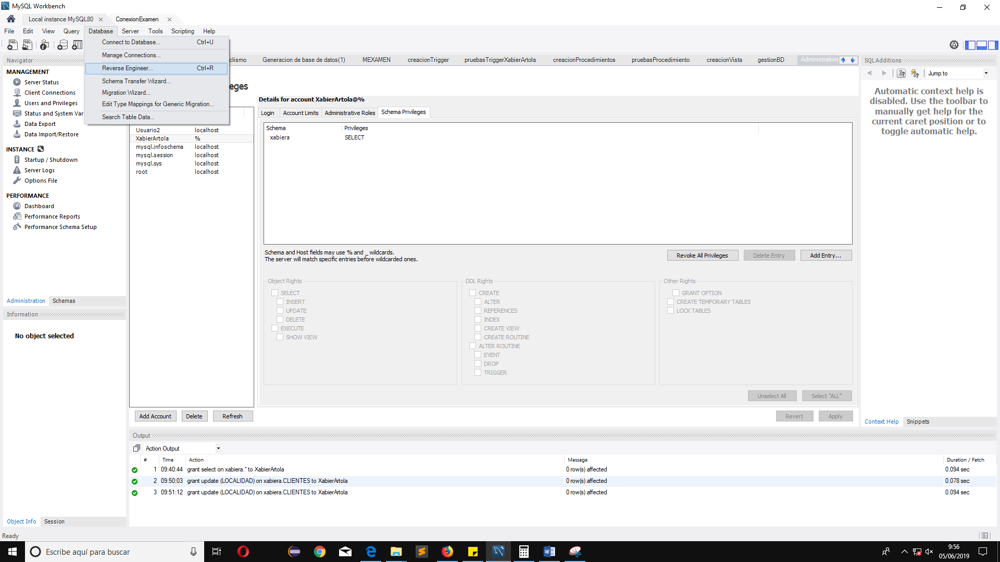 MySQL Workbench
Local instance MySQL80
ConexionExamen
File Edit View Query Database Server Tools Scripting Help
Connect to Database... Ctrl+U
Manage Connections...
Reverse Engineer... Ctrl+R
Schema Transfer Wizard...
Migration Wizard...
Edit Type Mappings for Generic Migration...
Search Table Data...
clismo Generacion de base de datos(1) MEXAMEN creacionTrigger pruebasTriggerXabierArtola creacionProcedimientos pruebasProcedimiento creacionVista gestionBD Administration
Navigator
MANAGEMENT
Server Status
Client Connections
Users and Privileges
Status and System Var
Data Export
Data Import/Restore
INSTANCE
Startup / Shutdown
Server Logs
Options File
PERFORMANCE
Dashboard
Performance Reports
Performance Schema Setup
Administration Schemas
Information
No object selected
Object Info Session
eges
Usuario2 localhost
XabierArtola %
mysql.infoschema localhost
mysql.session localhost
mysql.sys localhost
root localhost
Add Account Delete Refresh
Details for account XabierArtola@%
Login Account Limits Administrative Roles Schema Privileges
Schema Privileges
xabiera SELECT
Schema and Host fields may use % and _ wildcards.
The server will match specific entries before wildcarded ones.
Revoke All Privileges Delete Entry Add Entry...
Object Rights
SELECT
INSERT
UPDATE
DELETE
EXECUTE
SHOW VIEW
DDL Rights
CREATE
ALTER
REFERENCES
INDEX
CREATE VIEW
CREATE ROUTINE
ALTER ROUTINE
EVENT
DROP
TRIGGER
Other Rights
GRANT OPTION
CREATE TEMPORARY TABLES
LOCK TABLES
Unselect All Select "ALL"
Revert Apply
SQLAdditions
Jump to
Automatic context help is
disabled. Use the toolbar to
manually get help for the
current caret position or to
toggle automatic help.
Context Help Snippets
Output
Action Output
# Time Action Message Duration / Fetch
1 09:40:44 grant select on xabiera.* to XabierArtola 0 row(s) affected 0.094 sec
2 09:50:03 grant update (LOCALIDAD) on xabiera.CLIENTES to XabierArtola 0 row(s) affected 0.078 sec
3 09:51:12 grant update (LOCALIDAD) on xabiera.CLIENTES to XabierArtola 0 row(s) affected 0.094 sec
Ready
Escribe aquí para buscar
9:56
05/06/2019